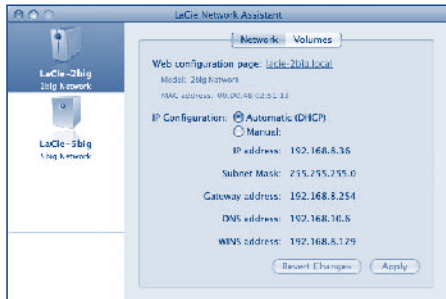 LaCie Network Assistant
Network Volumes
LaCie-2big
2big Network
LaCie-5big
5big Network
Web configuration page: lacie-2big.local
Model: 2big Network
MAC address:
IP Configuration: Automatic (DHCP)
Manual:
IP address: 192.168.8.36
Subnet Mask: 255.255.255.0
Gateway address: 192.168.8.254
DNS address: 192.168.10.6
WINS address: 192.168.8.129
Revert Changes Apply